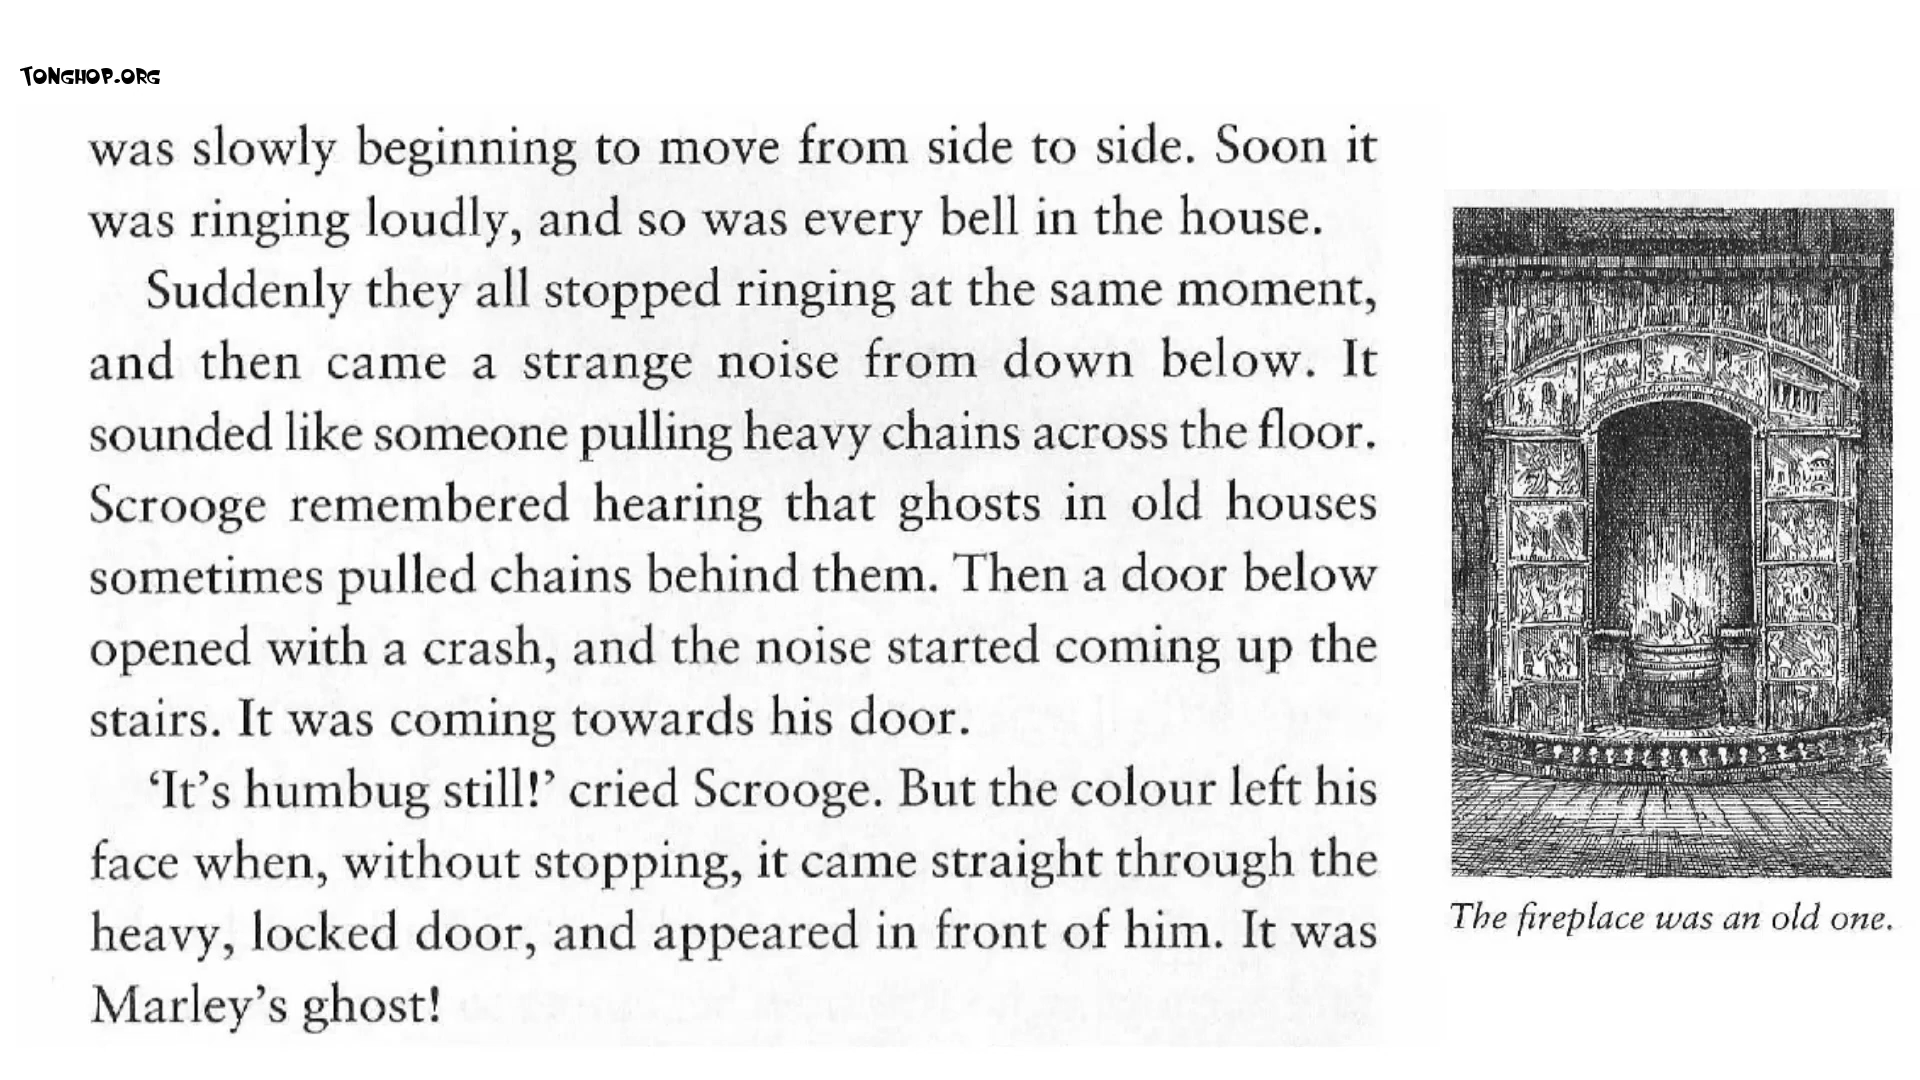 TONGHOP.ORG
was slowly beginning to move from side to side. Soon it
was ringing loudly, and so was every bell in the house.
Suddenly they all stopped ringing at the same moment,
and then came a strange noise from down below. It
sounded like someone pulling heavy chains across the floor.
Scrooge remembered hearing that ghosts in old houses
sometimes pulled chains behind them. Then a door below
opened with a crash, and the noise started coming up the
stairs. It was coming towards his door.
‘It’s humbug still!’ cried Scrooge. But the colour left his
face when, without stopping, it came straight through the
heavy, locked door, and appeared in front of him. It was
Marley’s ghost!
The fireplace was an old one.